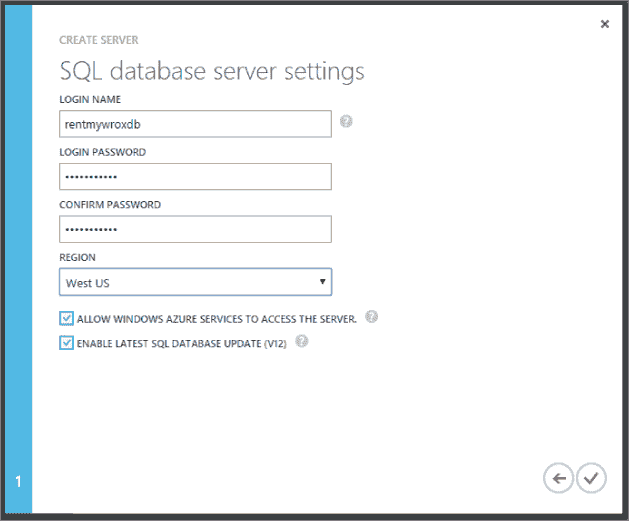 CREATE SERVER
SQL database server settings
LOGIN NAME
rentmywroxdb
?
LOGIN PASSWORD
•••••••••••
CONFIRM PASSWORD
•••••••••••
REGION
West US
ALLOW WINDOWS AZURE SERVICES TO ACCESS THE SERVER. ?
ENABLE LATEST SQL DATABASE UPDATE (V12) ?
1